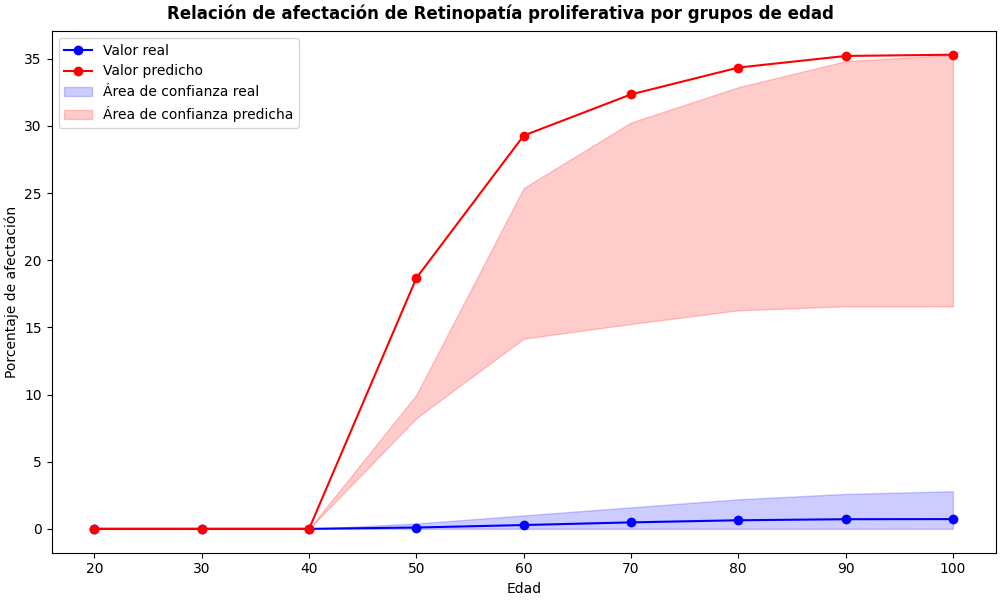 Relación de afectación de Retinopatía proliferativa por grupos de edad
Valor real
Valor predicho
Área de confianza real
Área de confianza predicha
Porcentaje de afectación
35
30
25
20
15
10
5
0
20 30 40 50 60 70 80 90 100
Edad